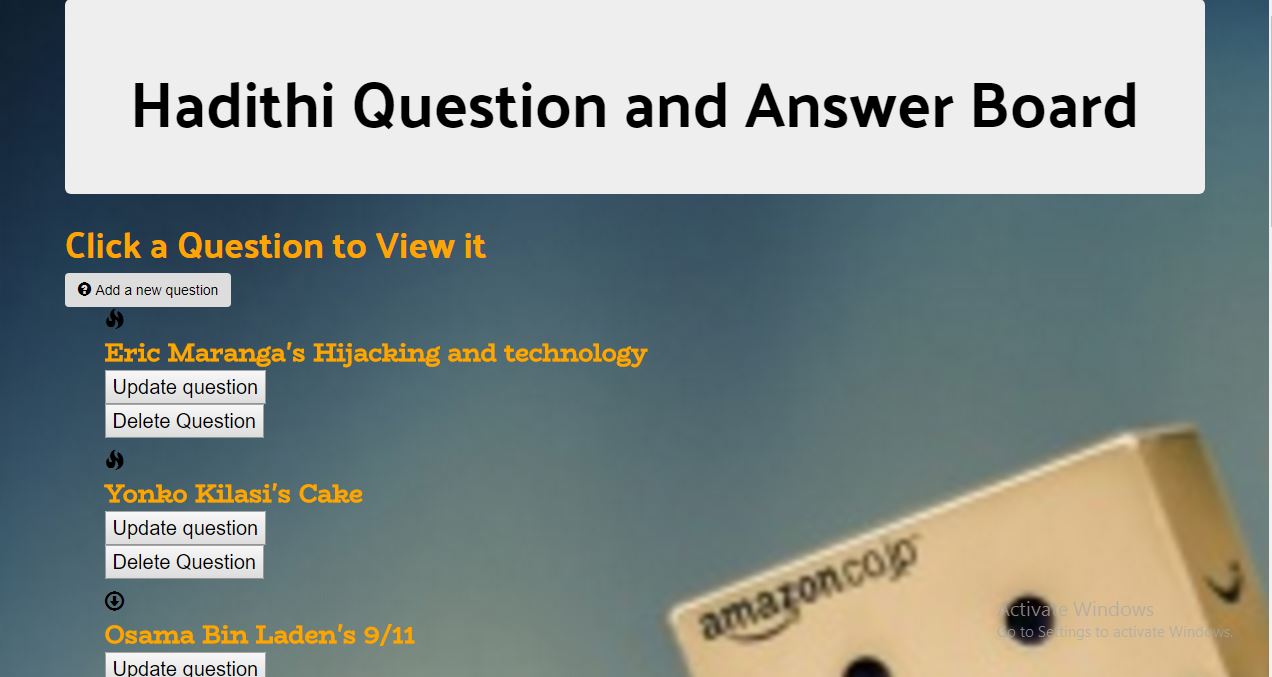 Hadithi Question and Answer Board
Click a Question to View it
Add a new question
Eric Maranga's Hijacking and technology
Update question
Delete Question
Yonko Kilasi's Cake
Update question
Delete Question
Osama Bin Laden's 9/11
Update question
amazon.co.jp
Activate Windows
Go to Settings to activate Windows.